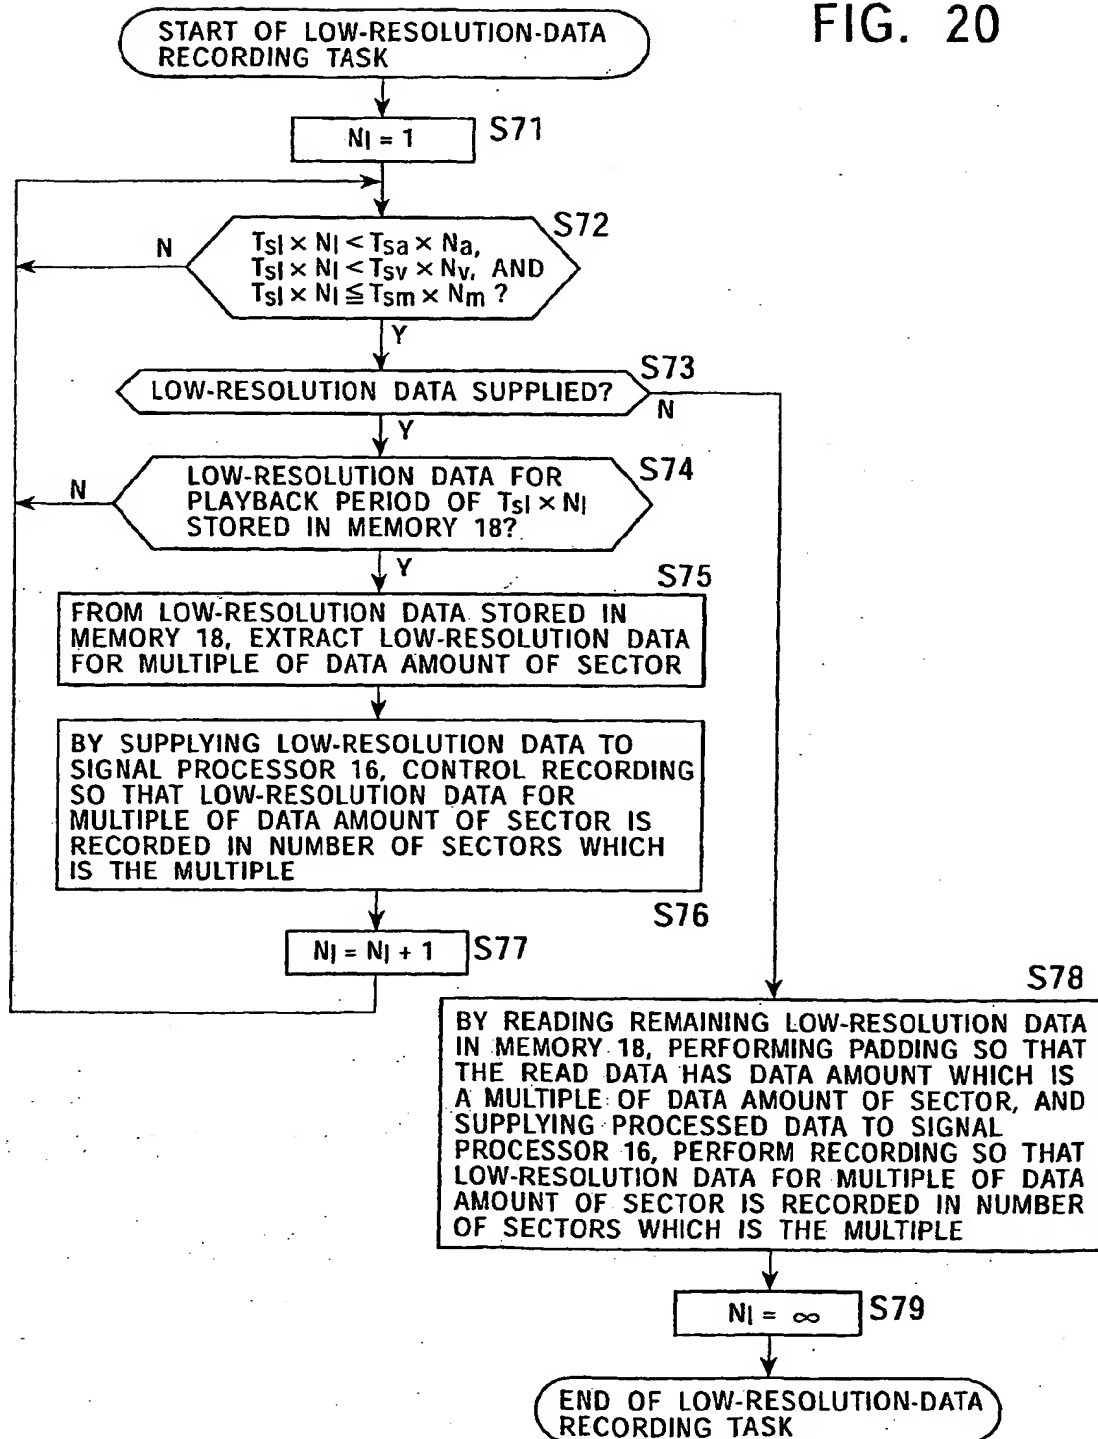 FIG. 20
START OF LOW-RESOLUTION-DATA
RECORDING TASK
Nl = 1
S71
S72
Tsl × Nl < Tsa × Na,
Tsl × Nl < Tsv × Nv, AND
Tsl × Nl ≦ Tsm × Nm ?
N
Y
S73
LOW-RESOLUTION DATA SUPPLIED?
N
Y
S74
LOW-RESOLUTION DATA FOR
PLAYBACK PERIOD OF Tsl × Nl
STORED IN MEMORY 18?
N
Y
S75
FROM LOW-RESOLUTION DATA STORED IN
MEMORY 18, EXTRACT LOW-RESOLUTION DATA
FOR MULTIPLE OF DATA AMOUNT OF SECTOR
BY SUPPLYING LOW-RESOLUTION DATA TO
SIGNAL PROCESSOR 16, CONTROL RECORDING
SO THAT LOW-RESOLUTION DATA FOR
MULTIPLE OF DATA AMOUNT OF SECTOR IS
RECORDED IN NUMBER OF SECTORS WHICH
IS THE MULTIPLE
S76
Nl = Nl + 1
S77
S78
BY READING REMAINING LOW-RESOLUTION DATA
IN MEMORY 18, PERFORMING PADDING SO THAT
THE READ DATA HAS DATA AMOUNT WHICH IS
A MULTIPLE OF DATA AMOUNT OF SECTOR, AND
SUPPLYING PROCESSED DATA TO SIGNAL
PROCESSOR 16, PERFORM RECORDING SO THAT
LOW-RESOLUTION DATA FOR MULTIPLE OF DATA
AMOUNT OF SECTOR IS RECORDED IN NUMBER
OF SECTORS WHICH IS THE MULTIPLE
Nl = ∞
S79
END OF LOW-RESOLUTION-DATA
RECORDING TASK